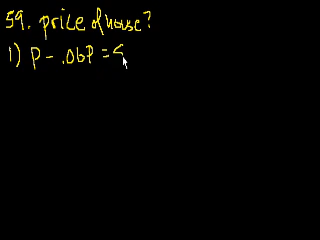 59. price of house?
1) P - .06P =